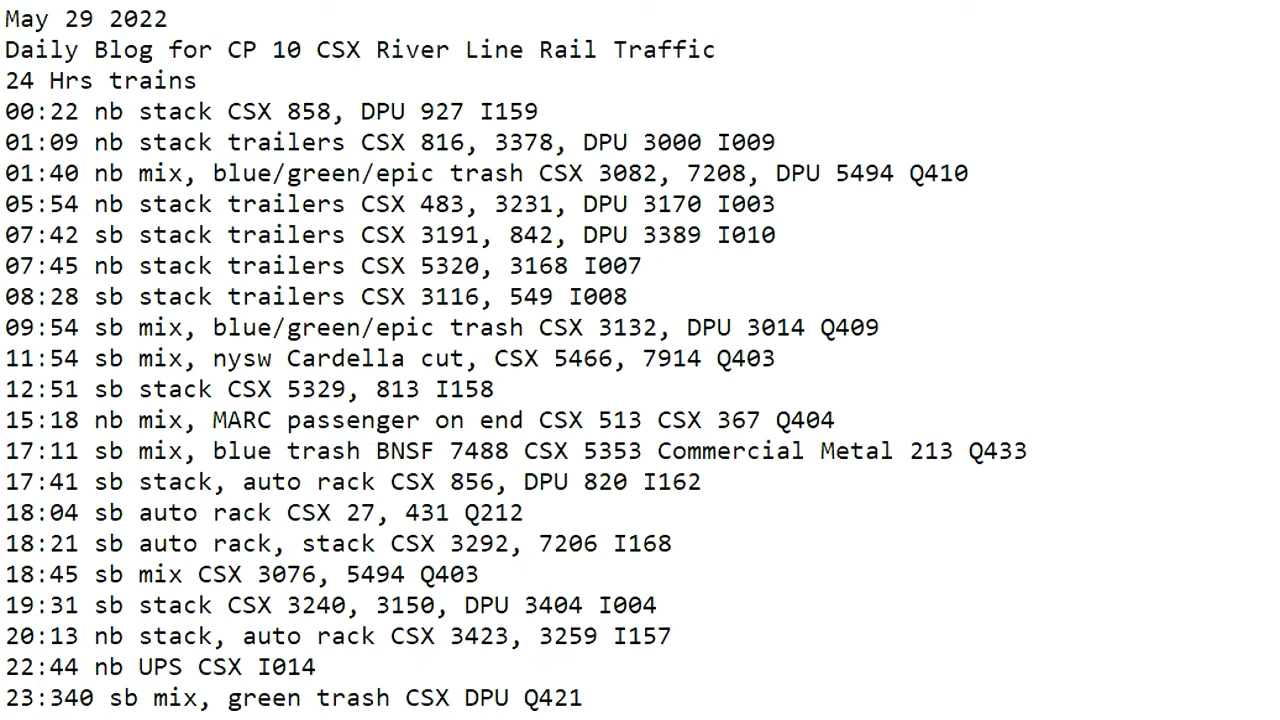 May 29 2022
Daily Blog for CP 10 CSX River Line Rail Traffic
24 Hrs trains
00:22 nb stack CSX 858, DPU 927 I159
01:09 nb stack trailers CSX 816, 3378, DPU 3000 I009
01:40 nb mix, blue/green/epic trash CSX 3082, 7208, DPU 5494 Q410
05:54 nb stack trailers CSX 483, 3231, DPU 3170 I003
07:42 sb stack trailers CSX 3191, 842, DPU 3389 I010
07:45 nb stack trailers CSX 5320, 3168 I007
08:28 sb stack trailers CSX 3116, 549 I008
09:54 sb mix, blue/green/epic trash CSX 3132, DPU 3014 Q409
11:54 sb mix, nysw Cardella cut, CSX 5466, 7914 Q403
12:51 sb stack CSX 5329, 813 I158
15:18 nb mix, MARC passenger on end CSX 513 CSX 367 Q404
17:11 sb mix, blue trash BNSF 7488 CSX 5353 Commercial Metal 213 Q433
17:41 sb stack, auto rack CSX 856, DPU 820 I162
18:04 sb auto rack CSX 27, 431 Q212
18:21 sb auto rack, stack CSX 3292, 7206 I168
18:45 sb mix CSX 3076, 5494 Q403
19:31 sb stack CSX 3240, 3150, DPU 3404 I004
20:13 nb stack, auto rack CSX 3423, 3259 I157
22:44 nb UPS CSX I014
23:340 sb mix, green trash CSX DPU Q421